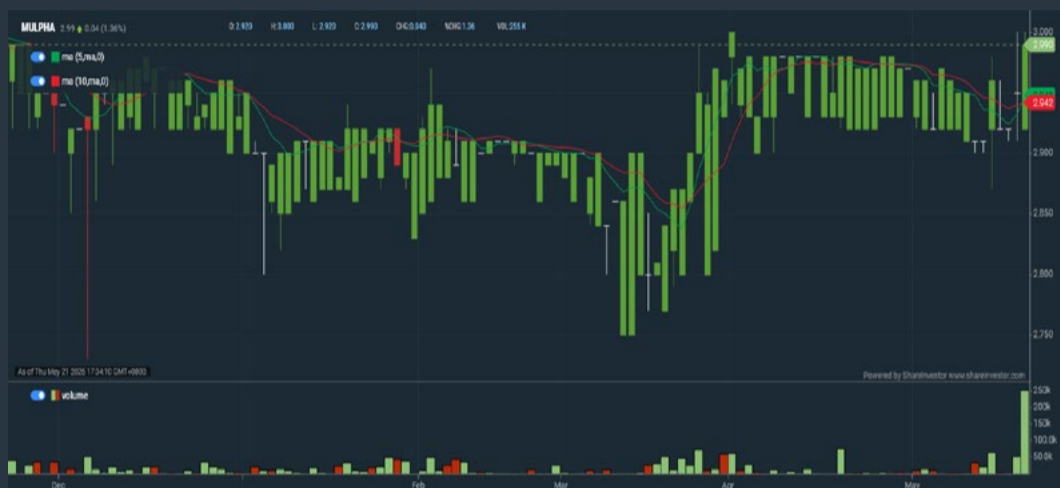 MULPHA 2.99 0.04 (1.36%) O: 2.920 H:3.000 L: 2.920 C: 2.990 CHG:0.040 %CHG:1.36 VOL:255 K
ma (5,ma,0)
ma (10,ma,0)
3.000
2.990
2.942
2.900
2.850
2.800
2.750
As of Thu May 21 2026 17:34:10 GMT+0800
Powered by ShareInvestor www.shareinvestor.com
volume
250k
200k
150k
100.0k
50.0k
Dec Feb Mar Apr May